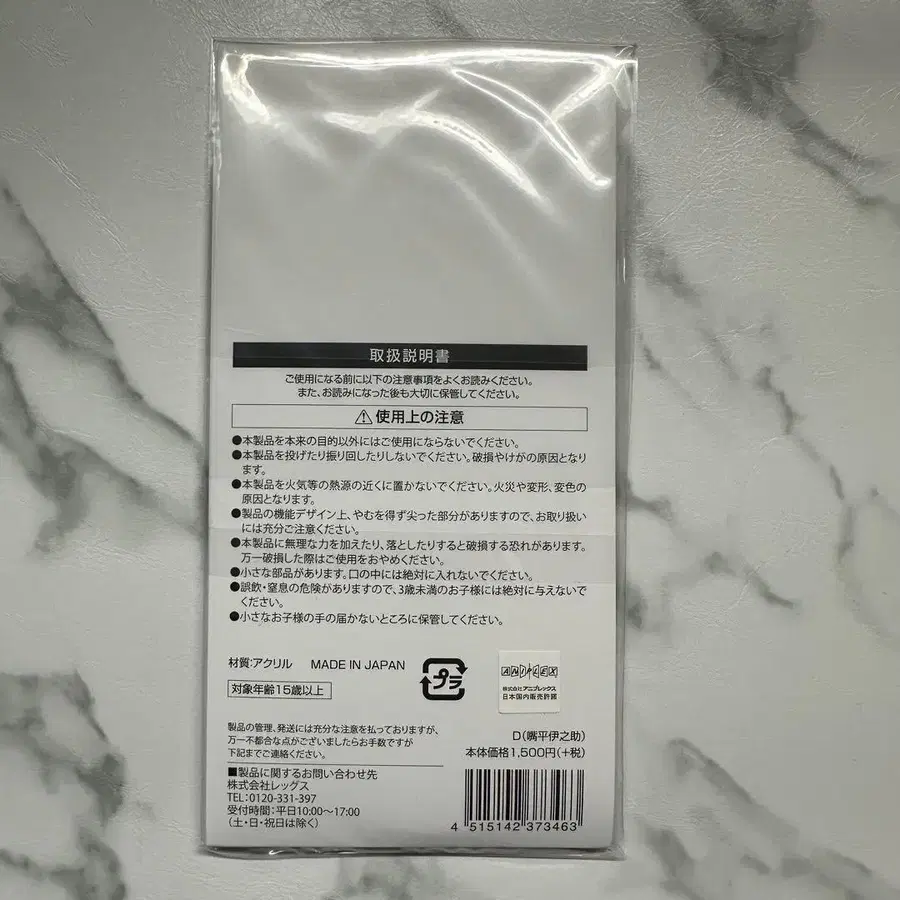 取扱説明書
ご使用になる前に以下の注意事項をよくお読みください。
また、お読みになった後も大切に保管してください。
⚠使用上の注意
●本製品を本来の目的以外にはご使用にならないでください。
●本製品を投げたり振り回したりしないでください。破損やけがの原因となり
ます。
●本製品を火気等の熱源の近くに置かないでください。火災や変形、変色の
原因となります。
●製品の機能デザイン上、やむを得ず尖った部分がありますので、お取り扱い
には充分ご注意ください。
●本製品に無理な力を加えたり、落としたりすると破損する恐れがあります。
万一破損した際はご使用をおやめください。
●小さな部品があります。口の中には絶対に入れないでください。
●誤飲・窒息の危険がありますので、3歳未満のお子様には絶対に与えないで
ください。
●小さなお子様の手の届かないところに保管してください。
材質:アクリル MADE IN JAPAN
プラ
ANIPLEX
株式会社アニプレックス
日本国内販売許諾
対象年齢15歳以上
製品の管理、発送には充分な注意を払っておりますが、
万一不都合な点がございましたらお手数ですが
下記までご連絡ください。
D(嘴平伊之助)
本体価格1,500円(+税)
■製品に関するお問い合わせ先
株式会社レッグス
TEL:0120-331-397
受付時間:平日10:00～17:00
(土・日・祝日は除く)
4 515142 373463